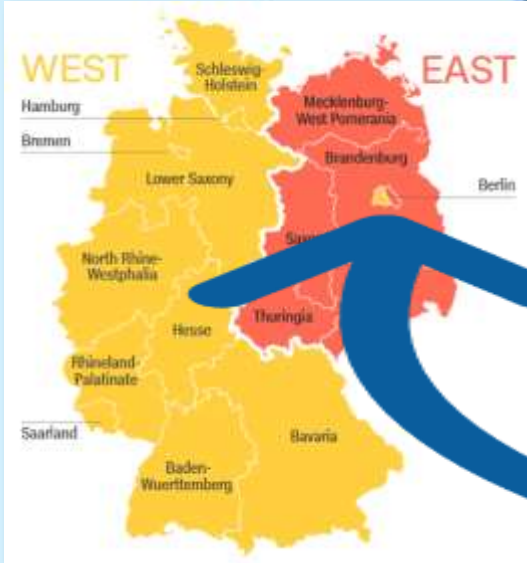 WEST
EAST
Schleswig-
Holstein
Hamburg
Mecklenburg-
West Pomerania
Bremen
Brandenburg
Lower Saxony
Berlin
North Rhine-
Westphalia
Thuringia
Hesse
Rhineland-
Palatinate
Saarland
Bavaria
Baden-
Wuerttemberg